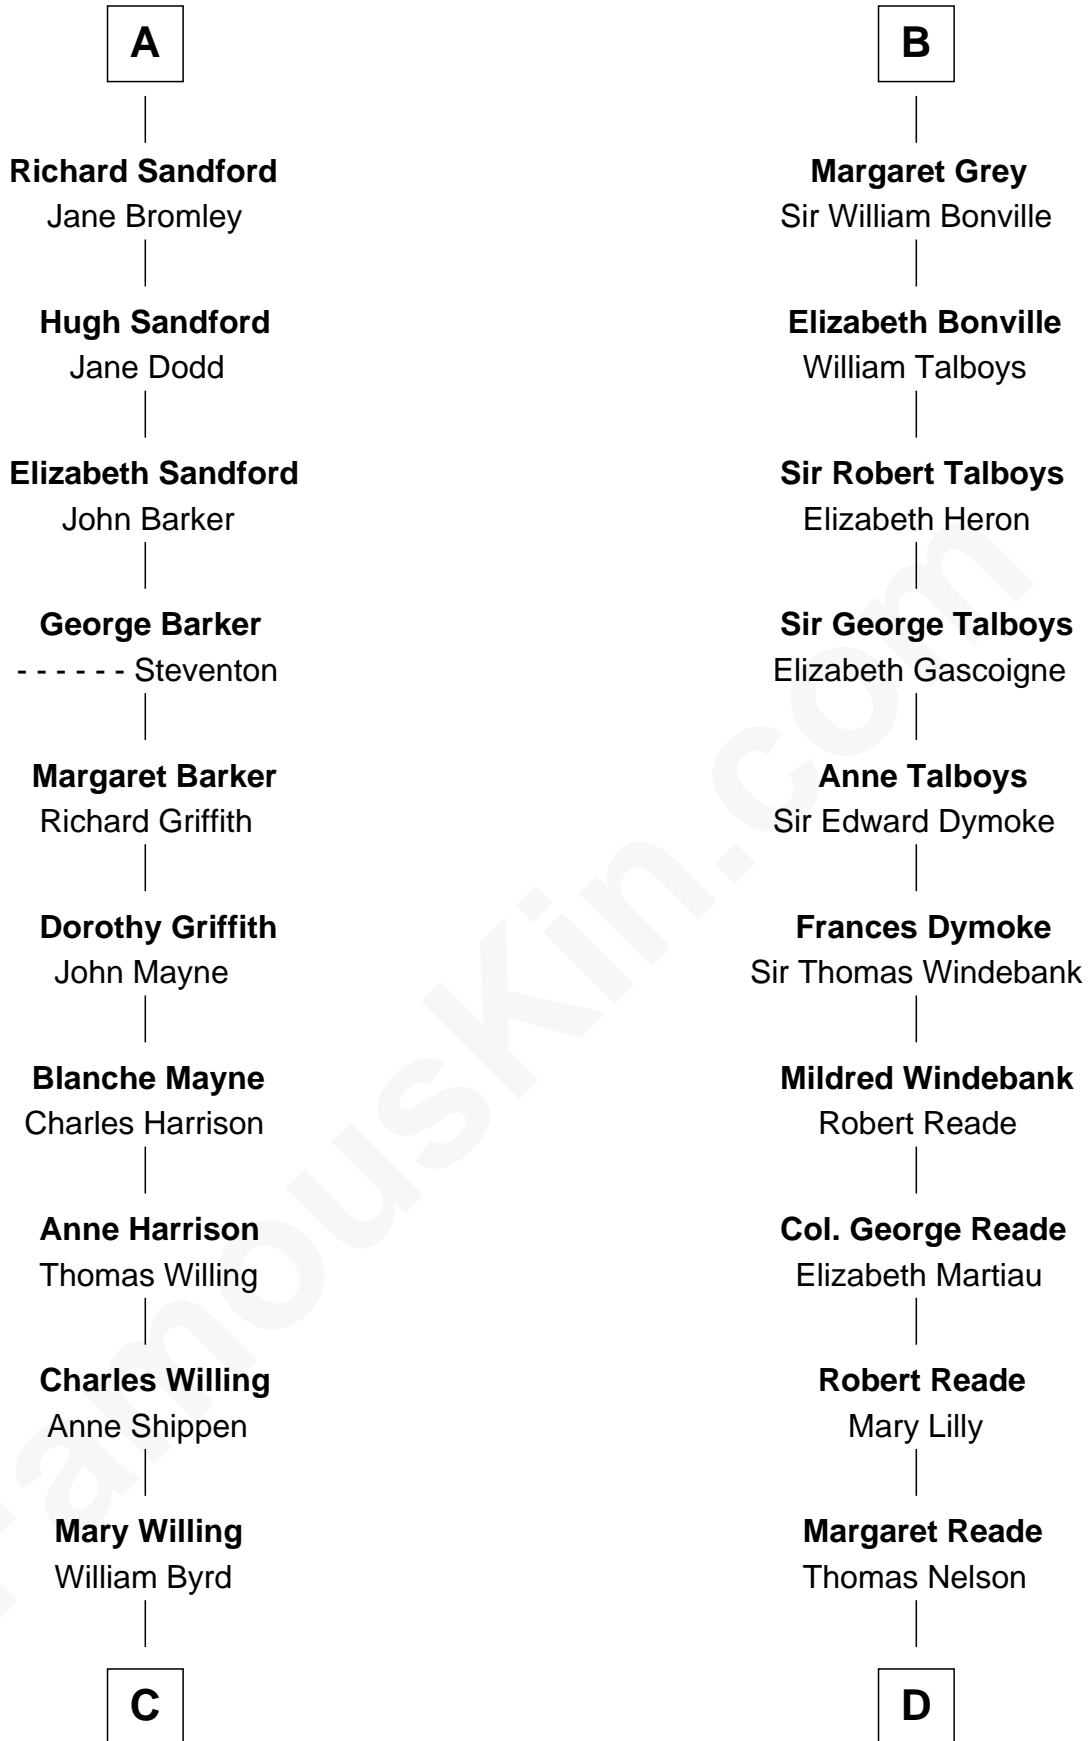 A
Richard Sandford
Jane Bromley
Hugh Sandford
Jane Dodd
Elizabeth Sandford
John Barker
George Barker
- - - - - - Steventon
Margaret Barker
Richard Griffith
Dorothy Griffith
John Mayne
Blanche Mayne
Charles Harrison
Anne Harrison
Thomas Willing
Charles Willing
Anne Shippen
Mary Willing
William Byrd
C
B
Margaret Grey
Sir William Bonville
Elizabeth Bonville
William Talboys
Sir Robert Talboys
Elizabeth Heron
Sir George Talboys
Elizabeth Gascoigne
Anne Talboys
Sir Edward Dymoke
Frances Dymoke
Sir Thomas Windebank
Mildred Windebank
Robert Reade
Col. George Reade
Elizabeth Martiau
Robert Reade
Mary Lilly
Margaret Reade
Thomas Nelson
D
FamousKin.com